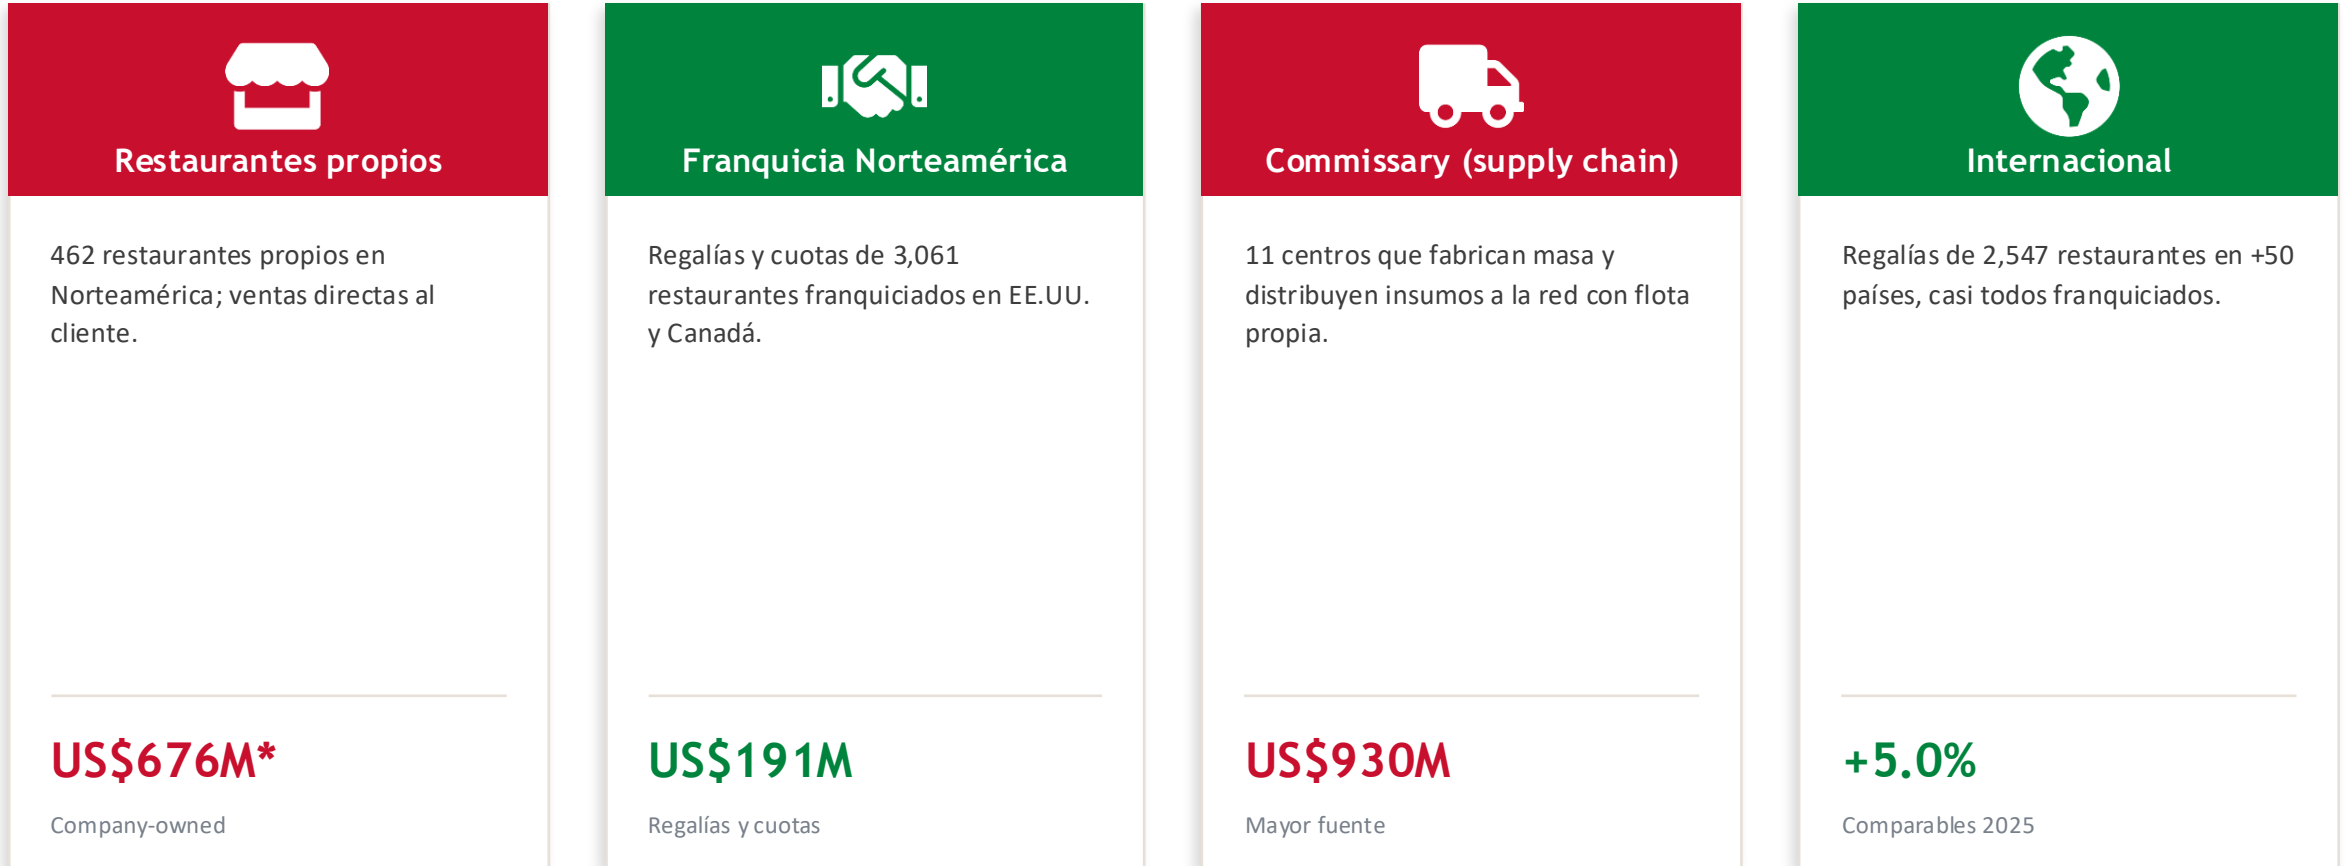 Restaurantes propios
462 restaurantes propios en
Norteamérica; ventas directas al
cliente.
US$676M*
Company-owned
Franquicia Norteamérica
Regalías y cuotas de 3,061
restaurantes franquiciados en EE.UU.
y Canadá.
US$191M
Regalías y cuotas
Commissary (supply chain)
11 centros que fabrican masa y
distribuyen insumos a la red con flota
propia.
US$930M
Mayor fuente
Internacional
Regalías de 2,547 restaurantes en +50
países, casi todos franquiciados.
+5.0%
Comparables 2025